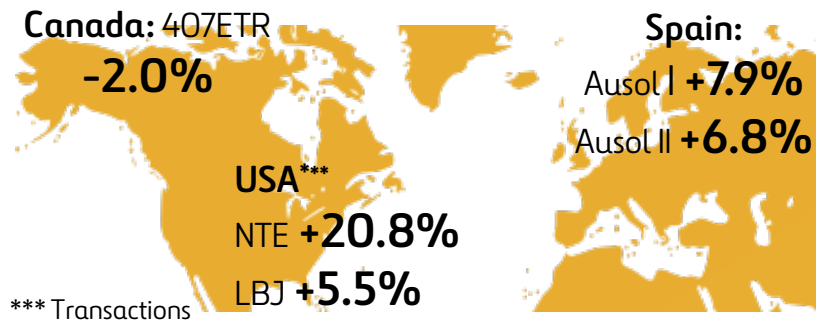 Canada: 407ETR
-2.0%
Spain:
Ausol I +7.9%
Ausol II +6.8%
USA***
NTE +20.8%
LBJ +5.5%
*** Transactions